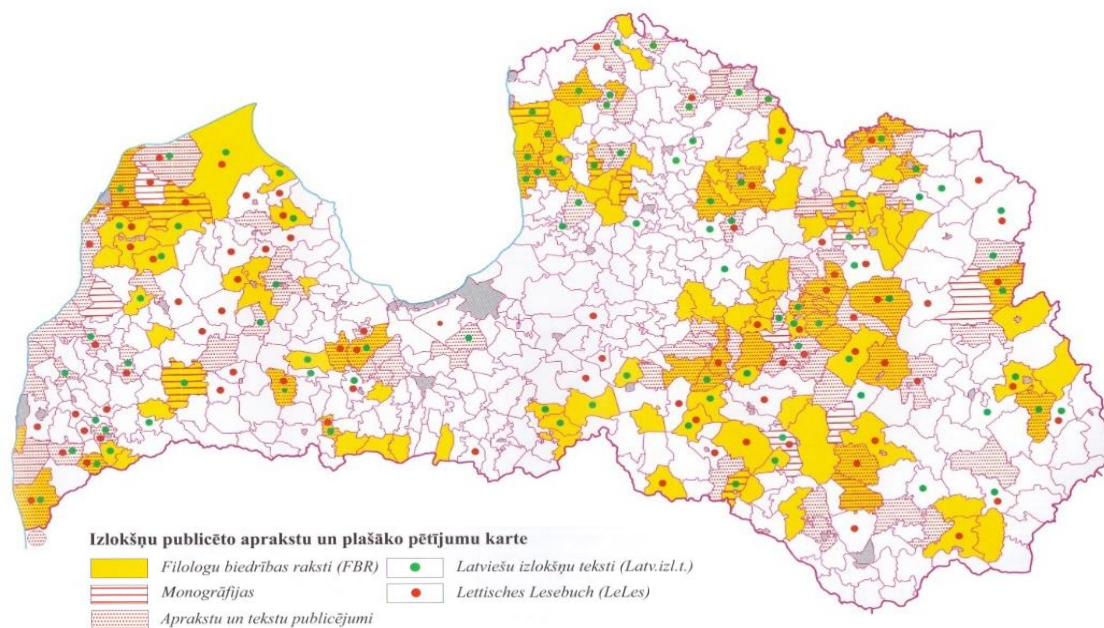 Izlokšņu publicēto aprakstu un plašāko pētījumu karte
Filologu biedrības raksti (FBR)
Latviešu izlokšņu teksti (Latv.izl.t.)
Monogrāfijas
Lettisches Lesebuch (LeLes)
Aprakstu un tekstu publicējumi